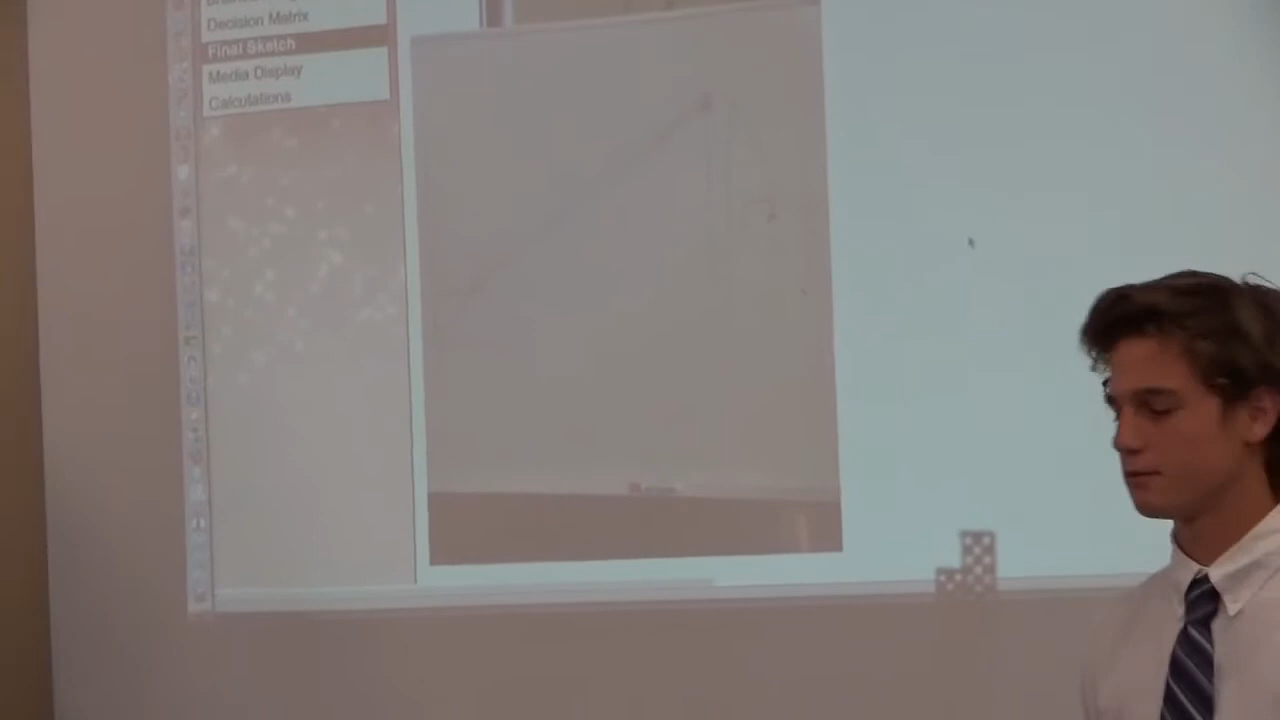 Decision Matrix
Final Sketch
Media Display
Calculations